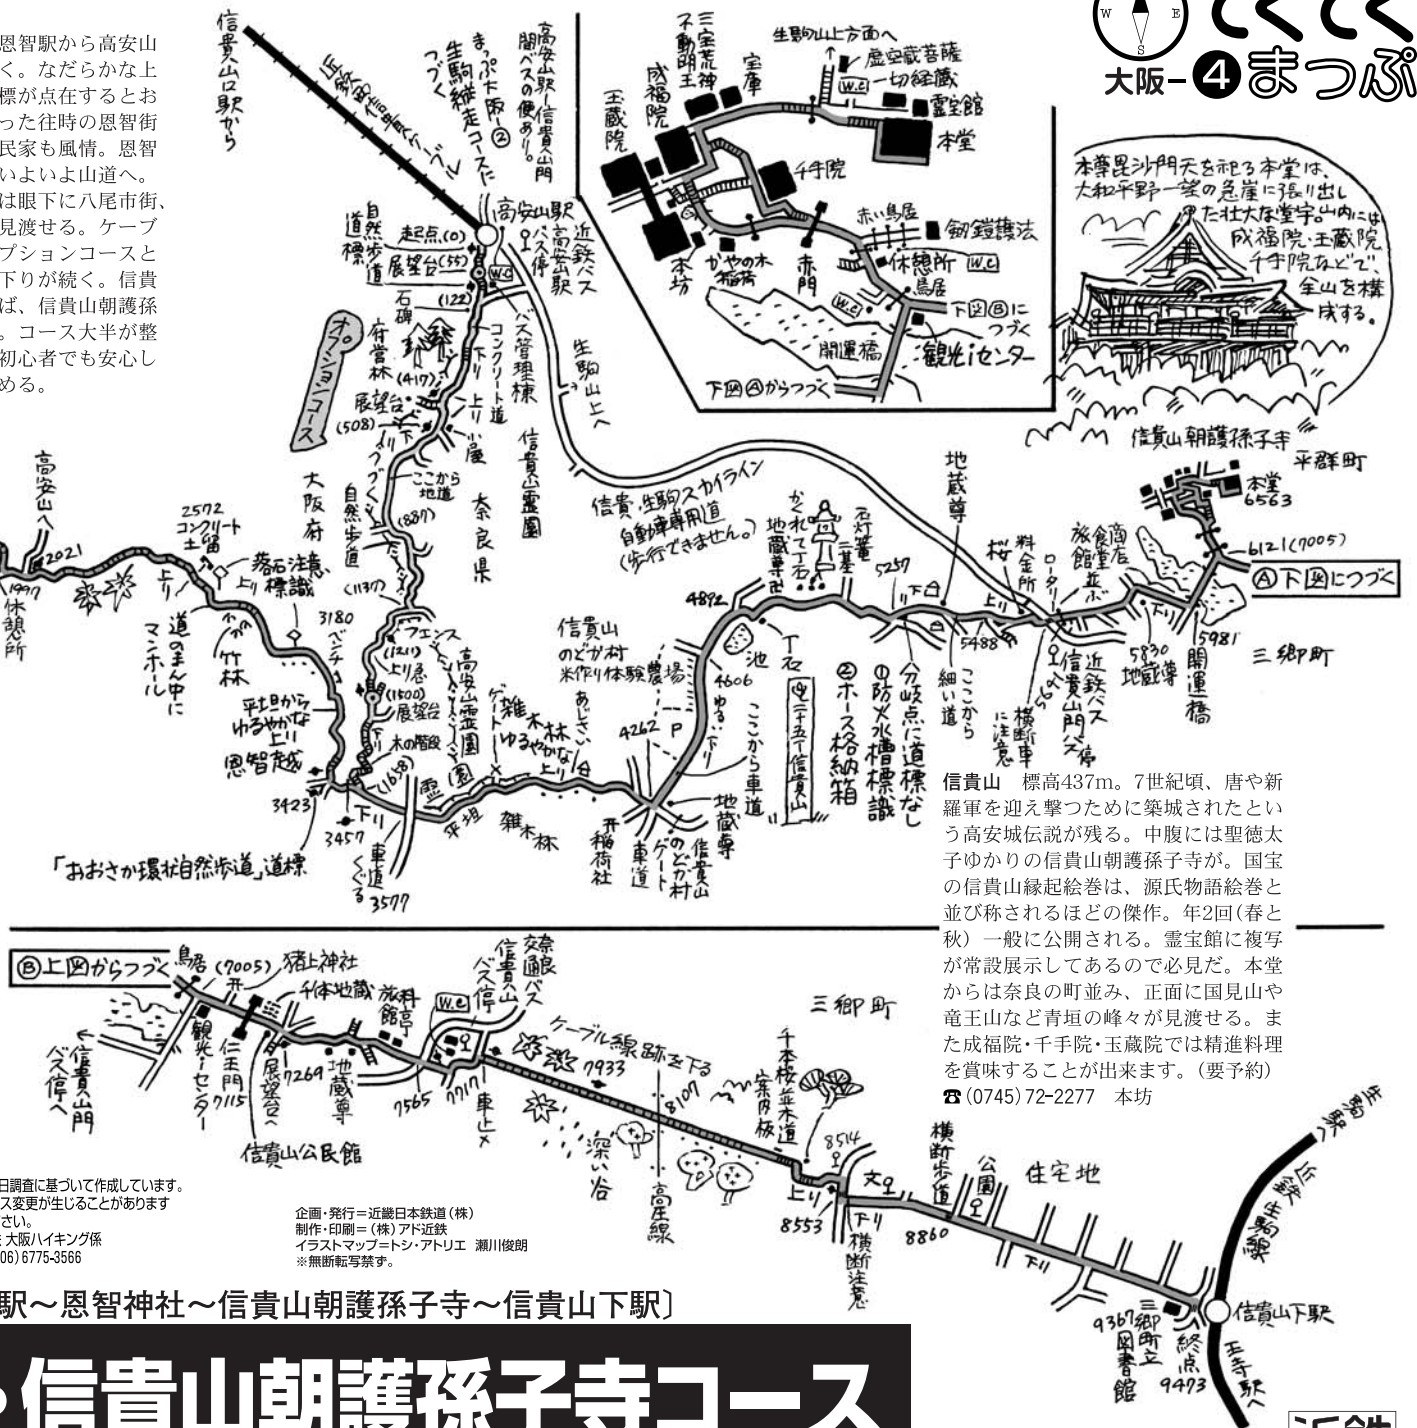 てくてく
まっぷ
大阪−4
W
E
S
恩智駅から高安山
く。なだらかな上
標が点在するとお
った往時の恩智街
民家も風情。恩智
いよいよ山道へ。
は眼下に八尾市街、
見渡せる。ケーブ
プションコースと
下りが続く。信貴
ば、信貴山朝護孫
。コース大半が整
初心者でも安心し
める。
信貴山口駅から
近鉄西信貴ケーブル
まっぷ大阪−②
生駒縦走コースに
つづく
高安山駅〜信貴山門
間バスの便あり。
高安山駅
近鉄バス
高安山駅
バス停
自然歩道
道標
起点(0)
展望台(55)
W.C
(122)
石碑
府営林
下り
コンクリート道
バス管理棟
(417)
展望台
上り
(508)
下り
小屋
つづく
ここから
地道
信貴山霊園
オプションコース
大阪府
奈良県
自然歩道
(887)
(1137)
フェンス
(1211)
上り急
(1500)
展望台
下り
木の階段
(1658)
高安山霊園
生駒山上へ
信貴・生駒スカイライン
自動車専用道
(歩行できません。)
三宝荒神
不動明王
成福院
玉蔵院
宝庫
生駒山上方面へ
虚空蔵菩薩
一切経蔵
W.C
霊宝館
本堂
千手院
赤い鳥居
劔鎧護法
休憩所
W.C
鳥居
本坊
かやの木
稲荷
赤門
W.C
下図Ⓑに
つづく
開運橋
観光iセンター
下図Ⓐからつづく
本尊毘沙門天を祀る本堂は、
大和平野一望の急崖に張り出し
た壮大な堂宇。山内には
成福院・玉蔵院
千手院などで、
全山を構
成する。
信貴山朝護孫子寺
平群町
本堂
6563
6121(7005)
Ⓐ下図につづく
三郷町
高安山へ
2021
1997
休憩所
2572
コンクリート
土留
上り
落石注意
標識
上り
道のまん中に
マンホール
竹林
3180
ベンチ
平坦から
ゆるやかな
上り
恩智越
3423
3457
下り
車道
くぐる
3577
「おおさか環状自然歩道」道標
霊園
平坦
ゲート
雑木林
ゆるやかな
上り
雑木林
あじさい
稲荷社
車道
ゲート
信貴山
のどか村
地蔵尊
信貴山
のどか村
米作り体験農場
4262
P
4606
ゆるい下り
ここから車道
4892
池
丁石
かくれて丁石
地蔵尊
石灯篭
二基
二十五丁信貴山
5257
下り
地蔵尊
上り
5488
桜
料金所
ロータリー
旅館
食堂
商店
並ぶ
分岐点に道標なし
①防火水槽標識
②ホース格納箱
ここから
細い道
横断車
に注意
5691
近鉄バス
信貴山門バス停
5830
地蔵尊
下り
5981
開運橋
信貴山　標高437m。7世紀頃、唐や新
羅軍を迎え撃つために築城されたとい
う高安城伝説が残る。中腹には聖徳太
子ゆかりの信貴山朝護孫子寺が。国宝
の信貴山縁起絵巻は、源氏物語絵巻と
並び称されるほどの傑作。年2回(春と
秋）一般に公開される。霊宝館に複写
が常設展示してあるので必見だ。本堂
からは奈良の町並み、正面に国見山や
竜王山など青垣の峰々が見渡せる。ま
た成福院・千手院・玉蔵院では精進料理
を賞味することが出来ます。(要予約)
☎(0745)72-2277　本坊
Ⓑ上図からつづく
鳥居
(7005)
猪上神社
千体地蔵
旅館
料亭
W.C
信貴山
バス停
奈良
交通バス
信貴山門
バス停へ
観光iセンター
仁王門
7115
展望台へ
7269
地蔵尊
信貴山公民館
7565
7717
車止メ
ケーブル線跡を下る
7933
8107
深い谷
高圧線
三郷町
千本桜並木道
案内板
8514
上り
8553
文
下り
横断注意
横断歩道
8860
公園
住宅地
下り
三郷町立
図書館
9367
終点
9473
信貴山下駅
生駒駅へ
近鉄生駒線
王寺駅へ
日調査に基づいて作成しています。
ス変更が生じることがあります
さい。
大阪ハイキング係
06)6775-3566
企画・発行＝近畿日本鉄道(株)
制作・印刷＝(株)アド近鉄
イラストマップ＝トシ・アトリエ　瀬川俊朗
※無断転写禁ず。
駅〜恩智神社〜信貴山朝護孫子寺〜信貴山下駅〕
・信貴山朝護孫子寺コース
近鉄